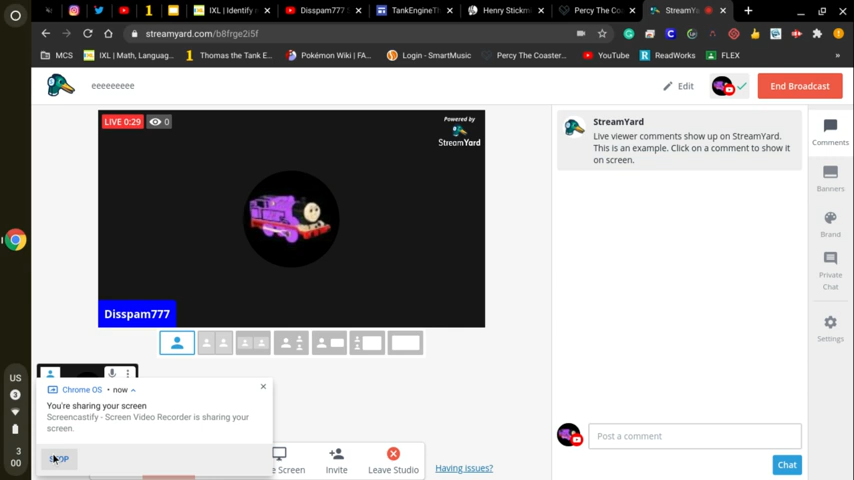 IXL | Identify r
Disspam777
TankEngineTh
Henry Stickm
Percy The Coa
StreamYa
streamyard.com/b8frge2i5f
MCS
IXL | Math, Languag...
Thomas the Tank E...
Pokémon Wiki | FA...
Login - SmartMusic
Percy The Coaster...
YouTube
ReadWorks
FLEX
»
eeeeeeeee
Edit
End Broadcast
LIVE 0:29
0
Powered by
StreamYard
Disspam777
StreamYard
Live viewer comments show up on StreamYard.
This is an example. Click on a comment to show it
on screen.
Comments
Banners
Brand
Private
Chat
Settings
Chrome OS • now
You're sharing your screen
Screencastify - Screen Video Recorder is sharing your
screen.
STOP
e Screen
Invite
Leave Studio
Having issues?
Post a comment
Chat
US
3
3
00